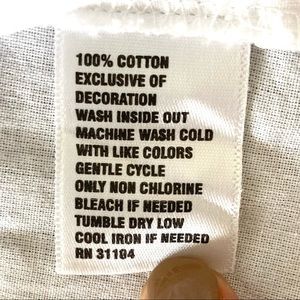 100% COTTON
EXCLUSIVE OF
DECORATION
WASH INSIDE OUT
MACHINE WASH COLD
WITH LIKE COLORS
GENTLE CYCLE
ONLY NON CHLORINE
BLEACH IF NEEDED
TUMBLE DRY LOW
COOL IRON IF NEEDED
RN 31194